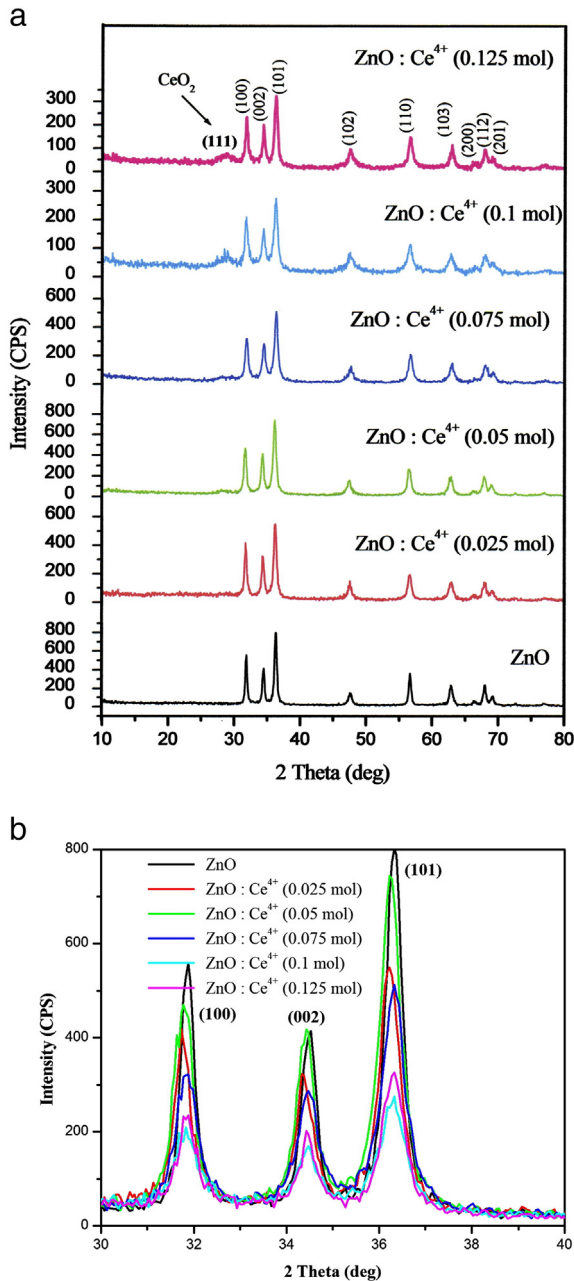 a
ZnO : Ce⁴⁺ (0.125 mol)
CeO₂
(111)
(100)
(002)
(101)
(102)
(110)
(103)
(200)
(112)
(201)
300
200
100
0
ZnO : Ce⁴⁺ (0.1 mol)
300
200
100
0
ZnO : Ce⁴⁺ (0.075 mol)
600
400
200
0
ZnO : Ce⁴⁺ (0.05 mol)
800
600
400
200
0
ZnO : Ce⁴⁺ (0.025 mol)
600
400
200
0
ZnO
800
600
400
200
0
Intensity (CPS)
10 20 30 40 50 60 70 80
2 Theta (deg)
b
ZnO
ZnO : Ce⁴⁺ (0.025 mol)
ZnO : Ce⁴⁺ (0.05 mol)
ZnO : Ce⁴⁺ (0.075 mol)
ZnO : Ce⁴⁺ (0.1 mol)
ZnO : Ce⁴⁺ (0.125 mol)
(100)
(002)
(101)
800
600
400
200
0
Intensity (CPS)
30 32 34 36 38 40
2 Theta (deg)